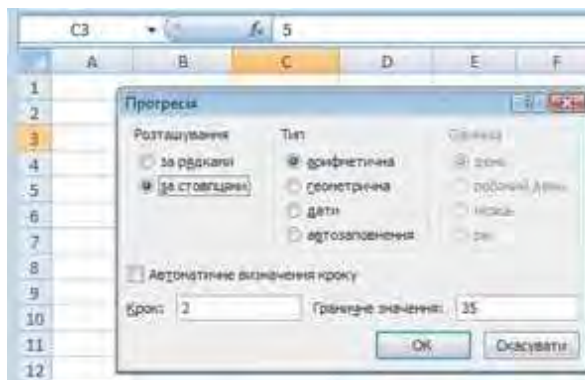 C3 fx 5
A B C D E F
1
2
3
4
5
6
7
8
9
10
11
12
Прогресія
Розташування Тип Одиниці
за рядками арифметична день
за стовпцями геометрична робочий день
дати місяць
автозаповнення рік
Автоматичне визначення кроку
Крок: 2 Граничне значення: 35
ОК Скасувати